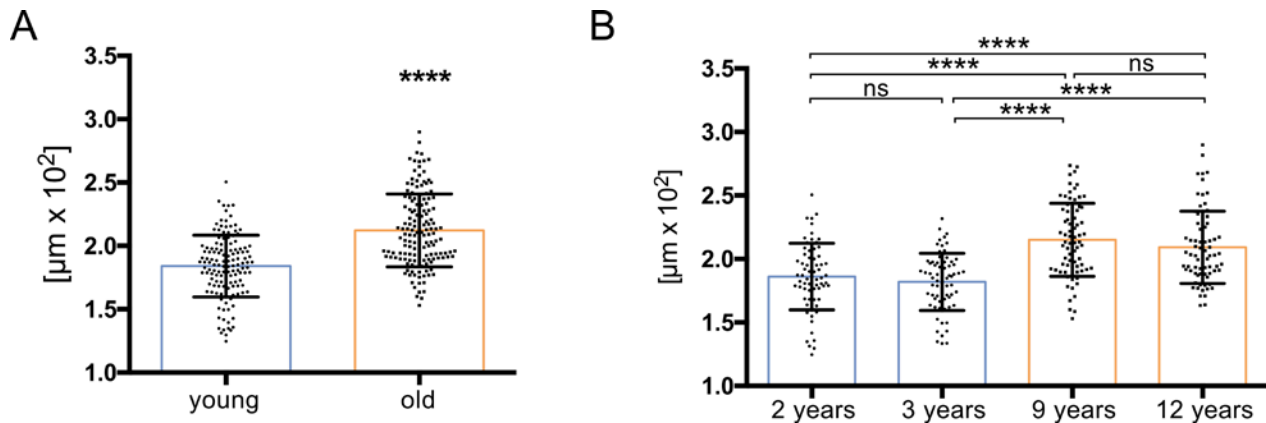 A
[µm x 10²]
3.5
3.0
2.5
2.0
1.5
1.0
****
young
old
B
[µm x 10²]
3.5
3.0
2.5
2.0
1.5
1.0
****
**** ns
ns ****
****
2 years
3 years
9 years
12 years